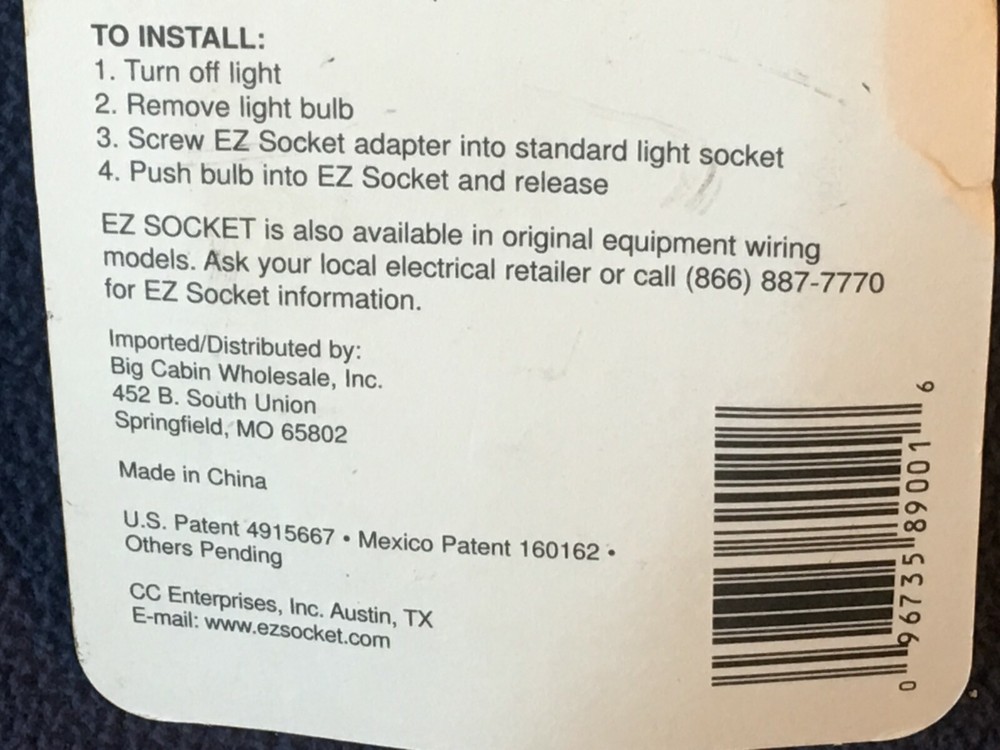 TO INSTALL:
1. Turn off light
2. Remove light bulb
3. Screw EZ Socket adapter into standard light socket
4. Push bulb into EZ Socket and release
EZ SOCKET is also available in original equipment wiring
models. Ask your local electrical retailer or call (866) 887-7770
for EZ Socket information.
Imported/Distributed by:
Big Cabin Wholesale, Inc.
452 B. South Union
Springfield, MO 65802
Made in China
U.S. Patent 4915667 • Mexico Patent 160162 •
Others Pending
CC Enterprises, Inc. Austin, TX
E-mail: www.ezsocket.com
0 96735 89001 6